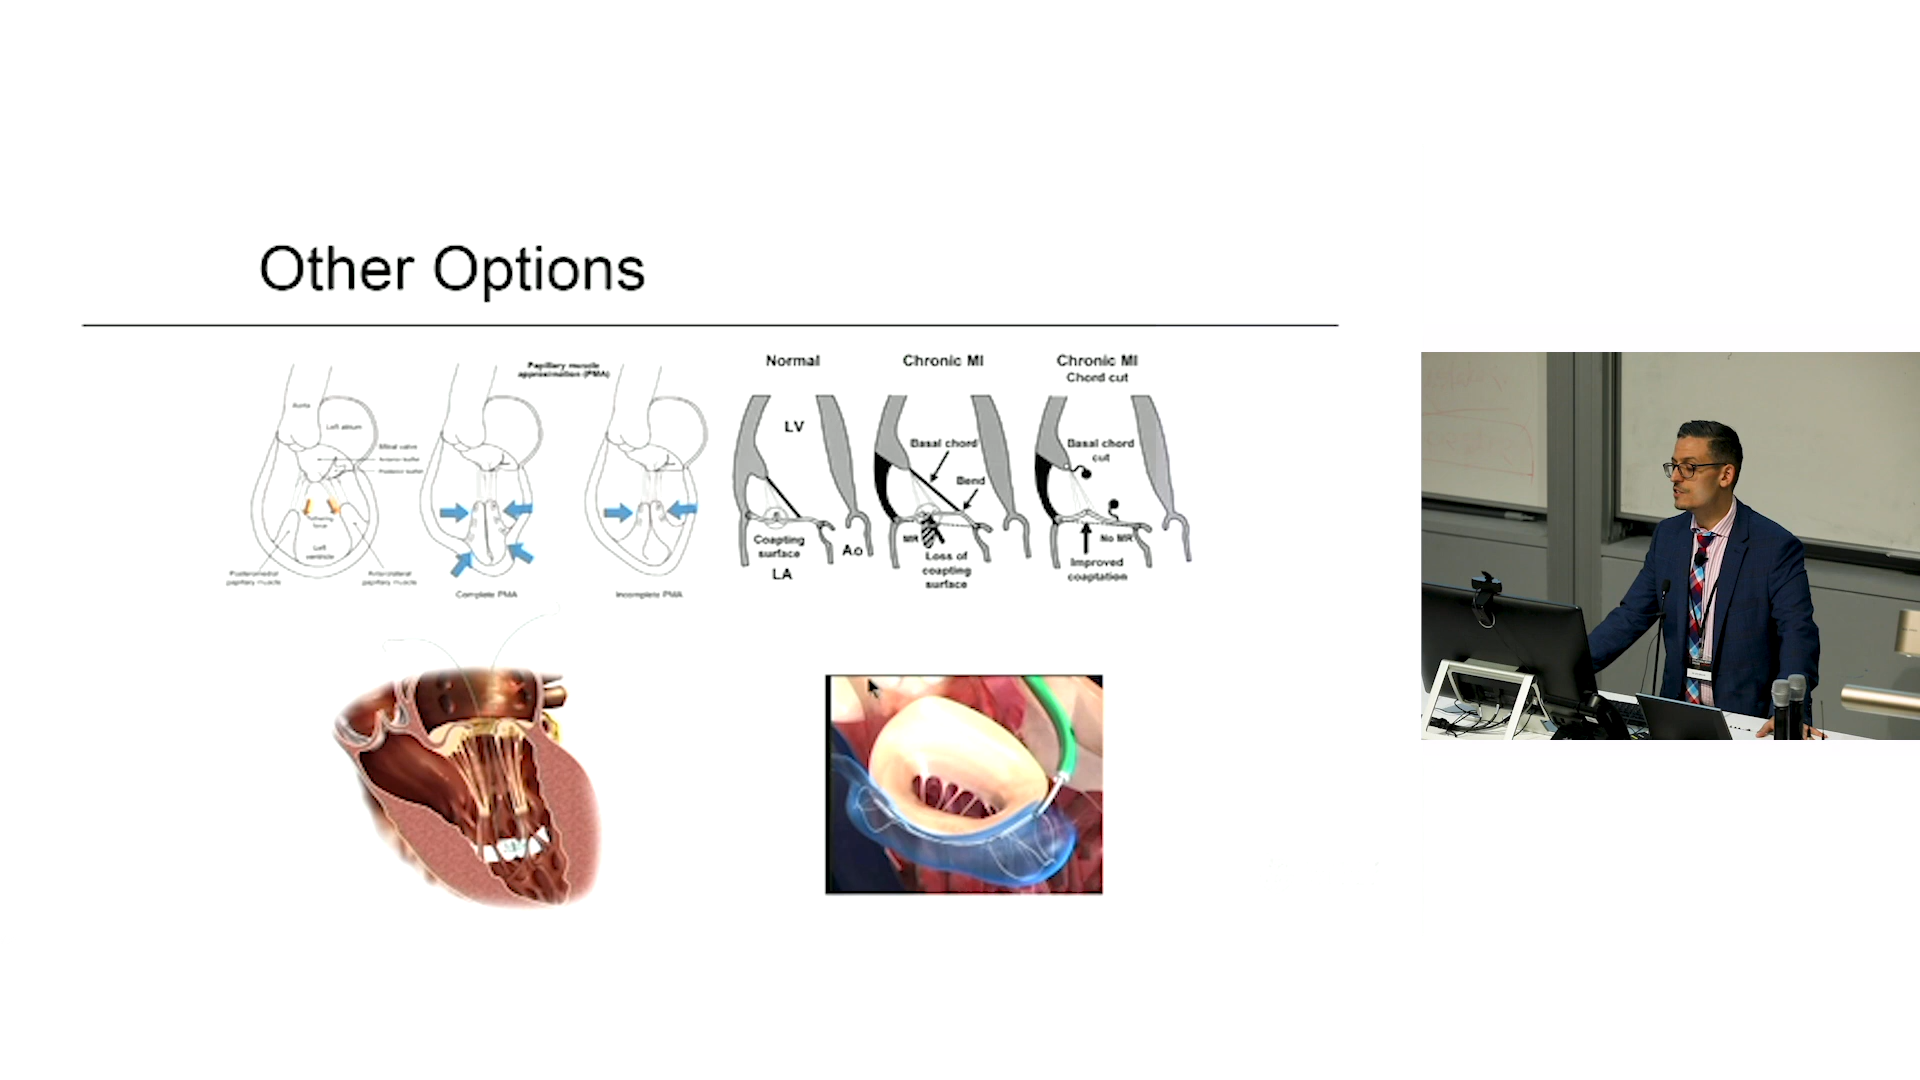 Other Options
Papillary muscle
approximation (PMA)
Aorta
Left atrium
Mitral valve
Anterior leaflet
Posterior leaflet
Tethering
force
Left
ventricle
Posteromedial
papillary muscle
Anterolateral
papillary muscle
Complete PMA
Incomplete PMA
Normal
LV
Coapting
surface
LA
Ao
Chronic MI
Basal chord
Bend
MR
Loss of
coapting
surface
Chronic MI
Chord cut
Basal chord
cut
No MR
Improved
coaptation